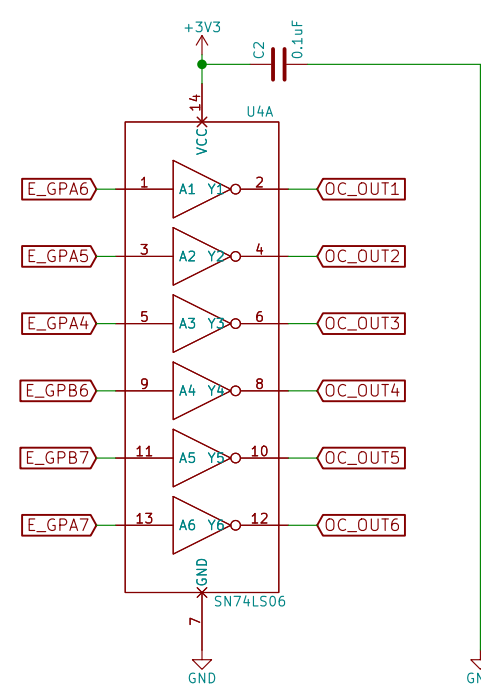 +3V3
C2
0.1uF
U4A
14
VCC
E_GPA6 1 A1 Y1 2 OC_OUT1
E_GPA5 3 A2 Y2 4 OC_OUT2
E_GPA4 5 A3 Y3 6 OC_OUT3
E_GPB6 9 A4 Y4 8 OC_OUT4
E_GPB7 11 A5 Y5 10 OC_OUT5
E_GPA7 13 A6 Y6 12 OC_OUT6
GND
SN74LS06
7
GND